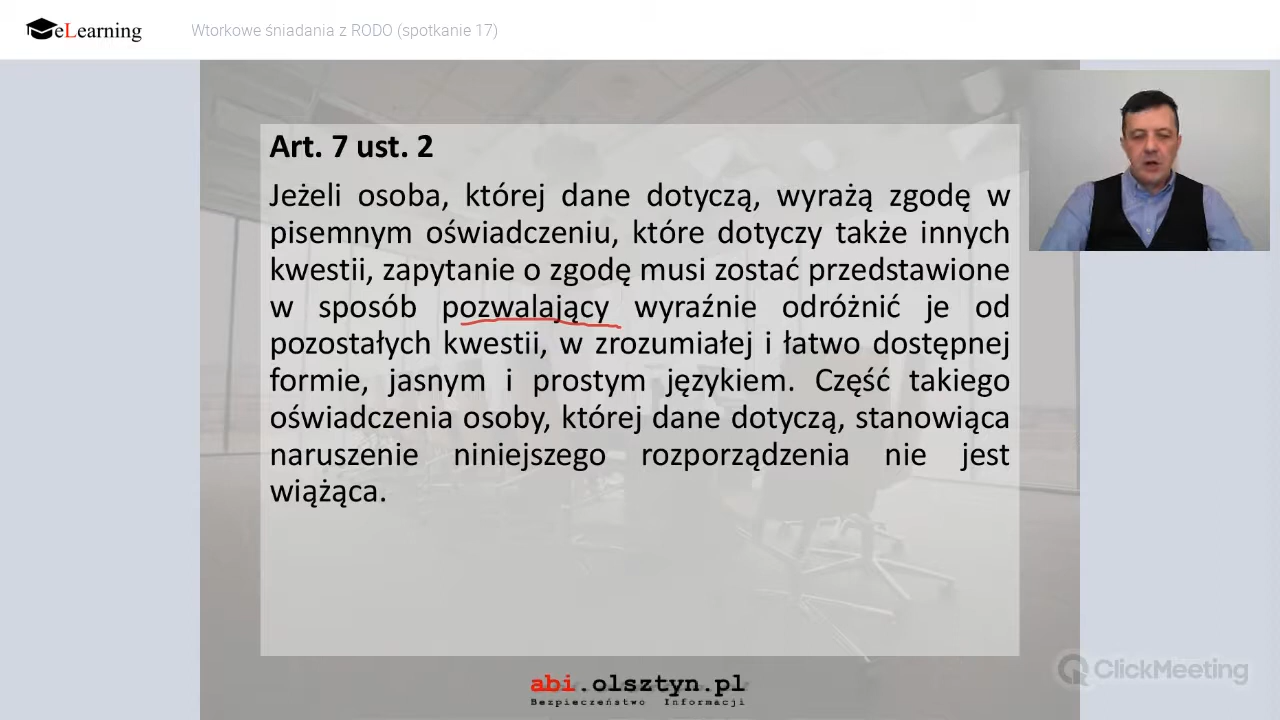 eLearning
Wtorkowe śniadania z RODO (spotkanie 17)
Art. 7 ust. 2
Jeżeli osoba, której dane dotyczą, wyrażą zgodę w
pisemnym oświadczeniu, które dotyczy także innych
kwestii, zapytanie o zgodę musi zostać przedstawione
w sposób pozwalający wyraźnie odróżnić je od
pozostałych kwestii, w zrozumiałej i łatwo dostępnej
formie, jasnym i prostym językiem. Część takiego
oświadczenia osoby, której dane dotyczą, stanowiąca
naruszenie niniejszego rozporządzenia nie jest
wiążąca.
ClickMeeting
abi.olsztyn.pl
Bezpieczeństwo Informacji